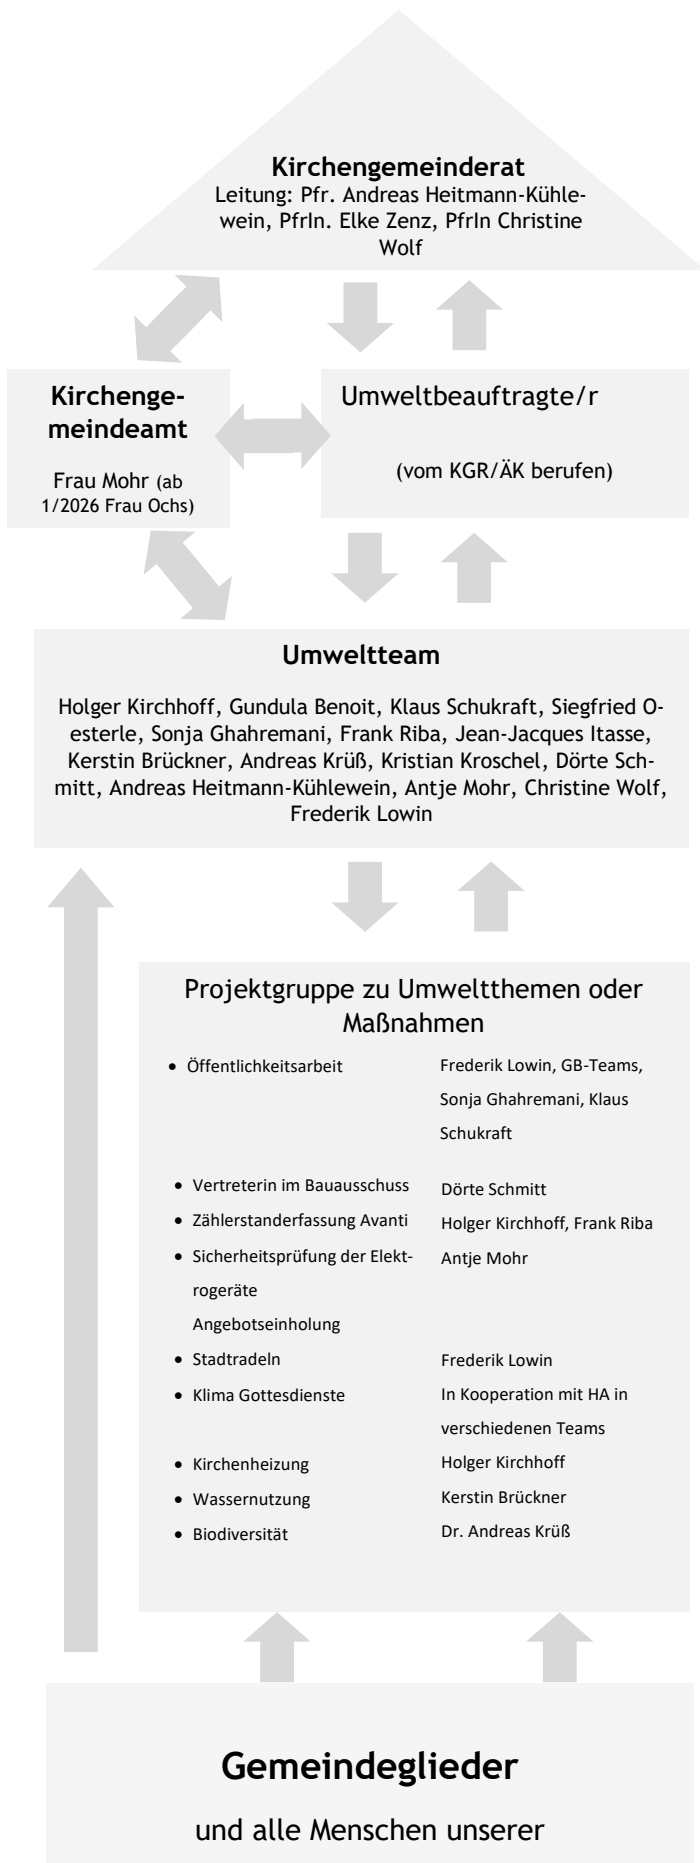 Kirchengemeinderat
Leitung: Pfr. Andreas Heitmann-Kühle-
wein, PfrIn. Elke Zenz, PfrIn Christine
Wolf
Kirchenge-
meindeamt
Frau Mohr (ab
1/2026 Frau Ochs)
Umweltbeauftragte/r
(vom KGR/ÄK berufen)
Umweltteam
Holger Kirchhoff, Gundula Benoit, Klaus Schukraft, Siegfried O-
esterle, Sonja Ghahremani, Frank Riba, Jean-Jacques Itasse,
Kerstin Brückner, Andreas Krüß, Kristian Kroschel, Dörte Sch-
mitt, Andreas Heitmann-Kühlewein, Antje Mohr, Christine Wolf,
Frederik Lowin
Projektgruppe zu Umweltthemen oder
Maßnahmen
• Öffentlichkeitsarbeit Frederik Lowin, GB-Teams,
Sonja Ghahremani, Klaus
Schukraft
• Vertreterin im Bauausschuss Dörte Schmitt
• Zählerstanderfassung Avanti Holger Kirchhoff, Frank Riba
• Sicherheitsprüfung der Elekt- Antje Mohr
rogeräte
Angebotseinholung
• Stadtradeln Frederik Lowin
• Klima Gottesdienste In Kooperation mit HA in
verschiedenen Teams
• Kirchenheizung Holger Kirchhoff
• Wassernutzung Kerstin Brückner
• Biodiversität Dr. Andreas Krüß
Gemeindeglieder
und alle Menschen unserer